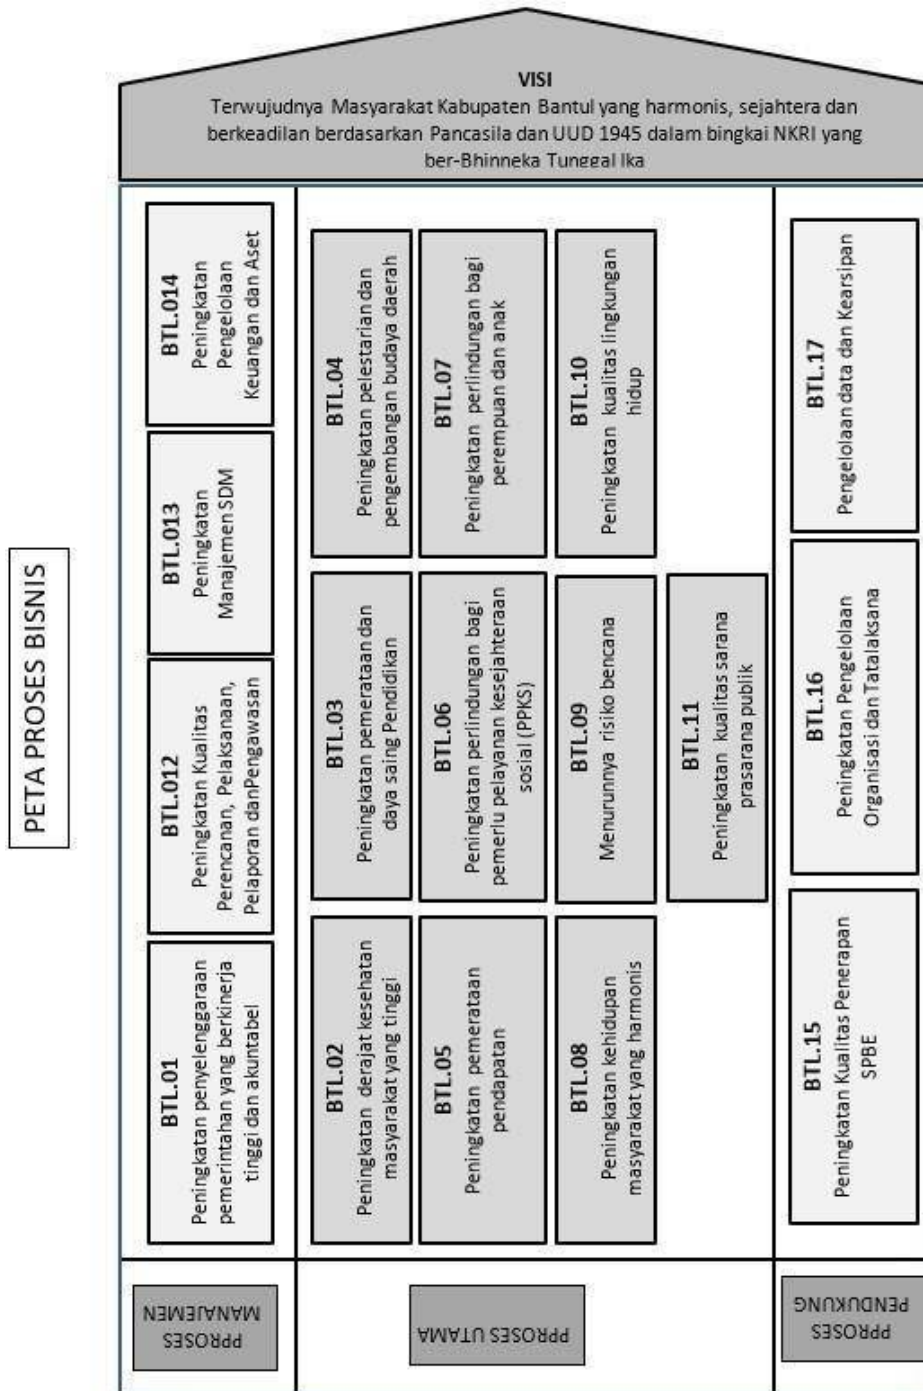 PETA PROSES BISNIS
VISI
Terwujudnya Masyarakat Kabupaten Bantul yang harmonis, sejahtera dan
berkeadilan berdasarkan Pancasila dan UUD 1945 dalam bingkai NKRI yang
ber-Bhinneka Tunggal Ika
PPROSES
MANAJEMEN
BTL.01
Peningkatan penyelenggaraan
pemerintahan yang berkinerja
tinggi dan akuntabel
BTL.012
Peningkatan Kualitas
Perencanan, Pelaksanaan,
Pelaporan danPengawasan
BTL.013
Peningkatan
Manajemen SDM
BTL.014
Peningkatan
Pengelolaan
Keuangan dan Aset
PPROSES UTAMA
BTL.02
Peningkatan derajat kesehatan
masyarakat yang tinggi
BTL.03
Peningkatan pemerataan dan
daya saing Pendidikan
BTL.04
Peningkatan pelestarian dan
pengembangan budaya daerah
BTL.05
Peningkatan pemerataan
pendapatan
BTL.06
Peningkatan perlindungan bagi
pemerlu pelayanan kesejahteraan
sosial (PPKS)
BTL.07
Peningkatan perlindungan bagi
perempuan dan anak
BTL.08
Peningkatan kehidupan
masyarakat yang harmonis
BTL.09
Menurunnya risiko bencana
BTL.10
Peningkatan kualitas lingkungan
hidup
BTL.11
Peningkatan kualitas sarana
prasarana publik
PPROSES
PENDUKUNG
BTL.15
Peningkatan Kualitas Penerapan
SPBE
BTL.16
Peningkatan Pengelolaan
Organisasi dan Tatalaksana
BTL.17
Pengelolaan data dan Kearsipan